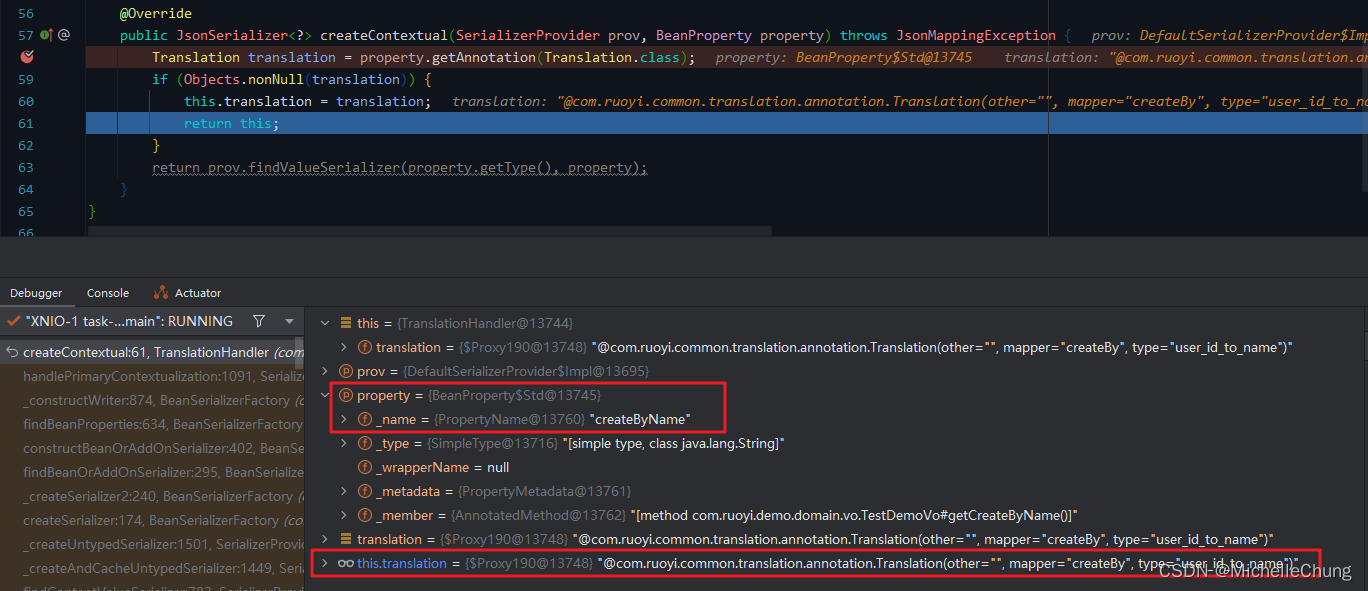 56 @Override
57 public JsonSerializer<?> createContextual(SerializerProvider prov, BeanProperty property) throws JsonMappingException { prov: DefaultSerializerProvider$Imp
Translation translation = property.getAnnotation(Translation.class); property: BeanProperty$Std@13745 translation: "@com.ruoyi.common.translation.an
59 if (Objects.nonNull(translation)) {
60 this.translation = translation; translation: "@com.ruoyi.common.translation.annotation.Translation(other="", mapper="createBy", type="user_id_to_na
61 return this;
62 }
63 return prov.findValueSerializer(property.getType(), property);
64 }
65 }
66
Debugger Console Actuator
"XNIO-1 task-...main": RUNNING
createContextual:61, TranslationHandler (com
handlePrimaryContextualization:1091, Serialize
_constructWriter:874, BeanSerializerFactory (c
findBeanProperties:634, BeanSerializerFactory
constructBeanOrAddOnSerializer:402, BeanSe
findBeanOrAddOnSerializer:295, BeanSerialize
_createSerializer2:240, BeanSerializerFactory (c
createSerializer:174, BeanSerializerFactory (co
_createUntypedSerializer:1501, SerializerProvi
_createAndCacheUntypedSerializer:1449, Seria
this = {TranslationHandler@13744}
translation = {$Proxy190@13748} "@com.ruoyi.common.translation.annotation.Translation(other="", mapper="createBy", type="user_id_to_name")"
prov = {DefaultSerializerProvider$Impl@13695}
property = {BeanProperty$Std@13745}
_name = {PropertyName@13760} "createByName"
_type = {SimpleType@13716} "[simple type, class java.lang.String]"
_wrapperName = null
_metadata = {PropertyMetadata@13761}
_member = {AnnotatedMethod@13762} "[method com.ruoyi.demo.domain.vo.TestDemoVo#getCreateByName()]"
translation = {$Proxy190@13748} "@com.ruoyi.common.translation.annotation.Translation(other="", mapper="createBy", type="user_id_to_name")"
this.translation = {$Proxy190@13748} "@com.ruoyi.common.translation.annotation.Translation(other="", mapper="createBy", type="user_id_to_name")"
CSDN-@MichelleChung